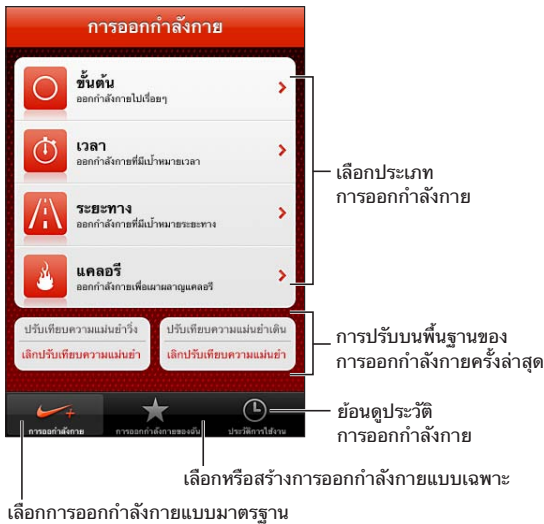 การออกกำลังกาย
ขั้นต้น
ออกกำลังกายไปเรื่อยๆ
เวลา
ออกกำลังกายที่มีเป้าหมายเวลา
ระยะทาง
ออกกำลังกายที่มีเป้าหมายระยะทาง
แคลอรี
ออกกำลังกายเพื่อเผาผลาญแคลอรี
เลือกประเภท
การออกกำลังกาย
ปรับเทียบความแม่นยำวิ่ง
ปรับเทียบความแม่นยำเดิน
เลิกปรับเทียบความแม่นยำ
เลิกปรับเทียบความแม่นยำ
การปรับบนพื้นฐานของ
การออกกำลังกายครั้งล่าสุด
การออกำลังกาย
การออกกำลังกายของฉัน
ประวัติการใช้งาน
ย้อนดูประวัติ
การออกกำลังกาย
เลือกหรือสร้างการออกกำลังกายแบบเฉพาะ
เลือกการออกกำลังกายแบบมาตรฐาน